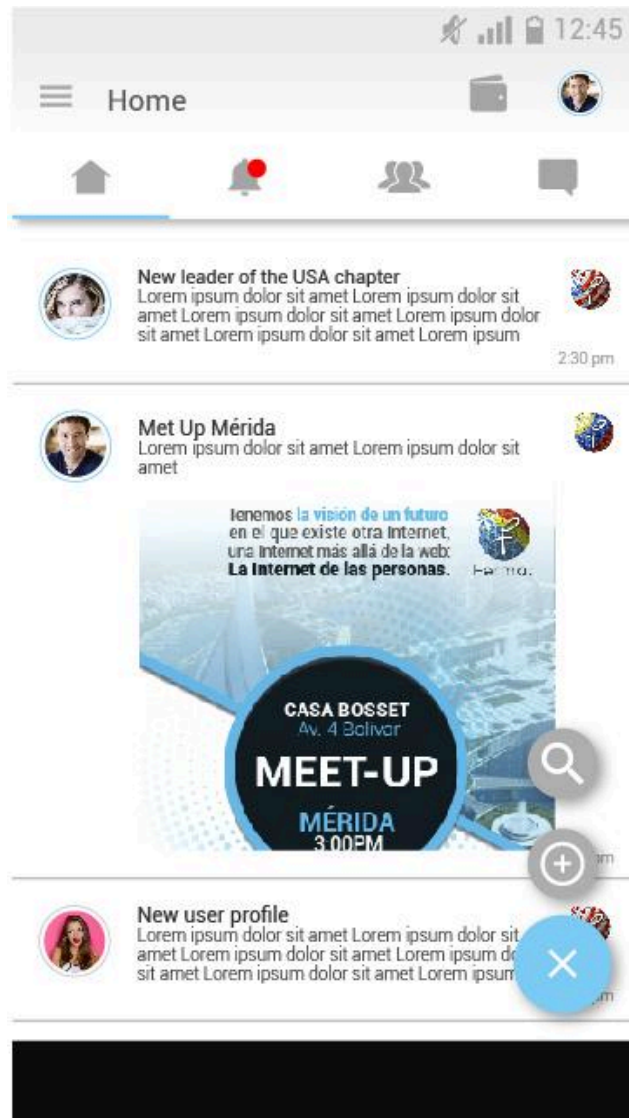 12:45
Home
New leader of the USA chapter
Lorem ipsum dolor sit amet Lorem ipsum dolor sit
amet Lorem ipsum dolor sit amet Lorem ipsum dolor
sit amet Lorem ipsum dolor sit amet Lorem ipsum
2:30 pm
Met Up Mérida
Lorem ipsum dolor sit amet Lorem ipsum dolor sit
amet
Tenemos la visión de un futuro
en el que existe otra Internet,
una Internet más allá de la web:
La Internet de las personas.
CASA BOSSET
Av. 4 Bolivar
MEET-UP
MÉRIDA
3:00PM
pm
New user profile
Lorem ipsum dolor sit amet Lorem ipsum dolor sit
amet Lorem ipsum dolor sit amet Lorem ipsum
sit amet Lorem ipsum dolor sit amet Lorem ipsum
pm